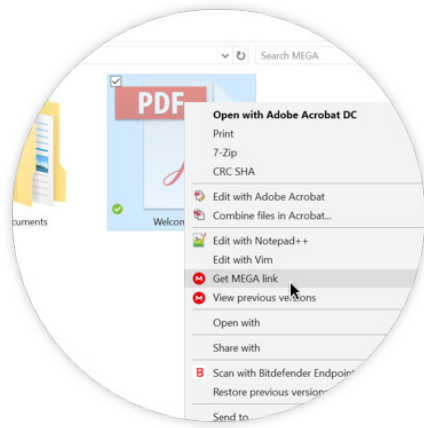 Search MEGA
PDF
Open with Adobe Acrobat DC
Print
7-Zip
CRC SHA
Edit with Adobe Acrobat
Combine files in Acrobat...
Edit with Notepad++
Edit with Vim
Get MEGA link
View previous versions
Open with
Share with
Scan with Bitdefender Endpoint
Restore previous versions
Send to
uments
Welcom